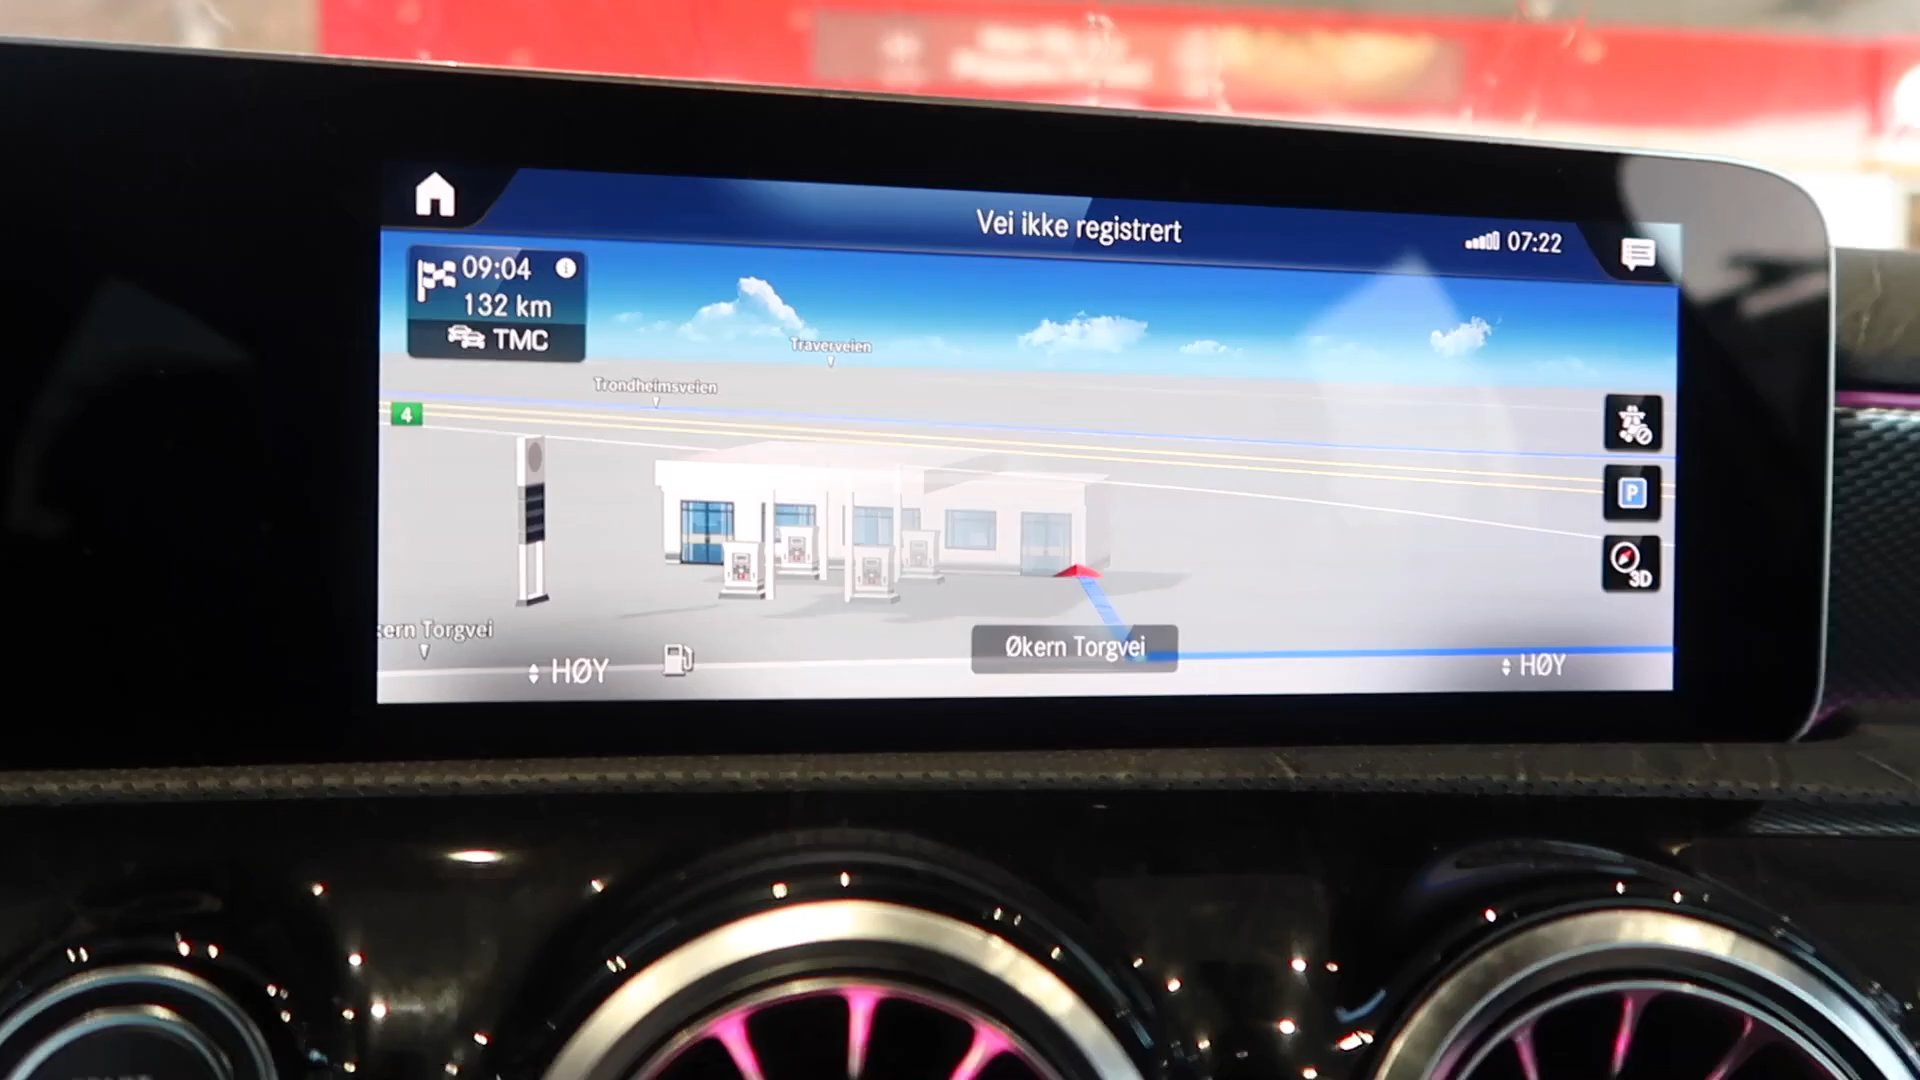 Vei ikke registrert
07:22
09:04
132 km
TMC
Traverveien
Trondheimsveien
4
P
3D
ern Torgvei
Økern Torgvei
HØY
HØY